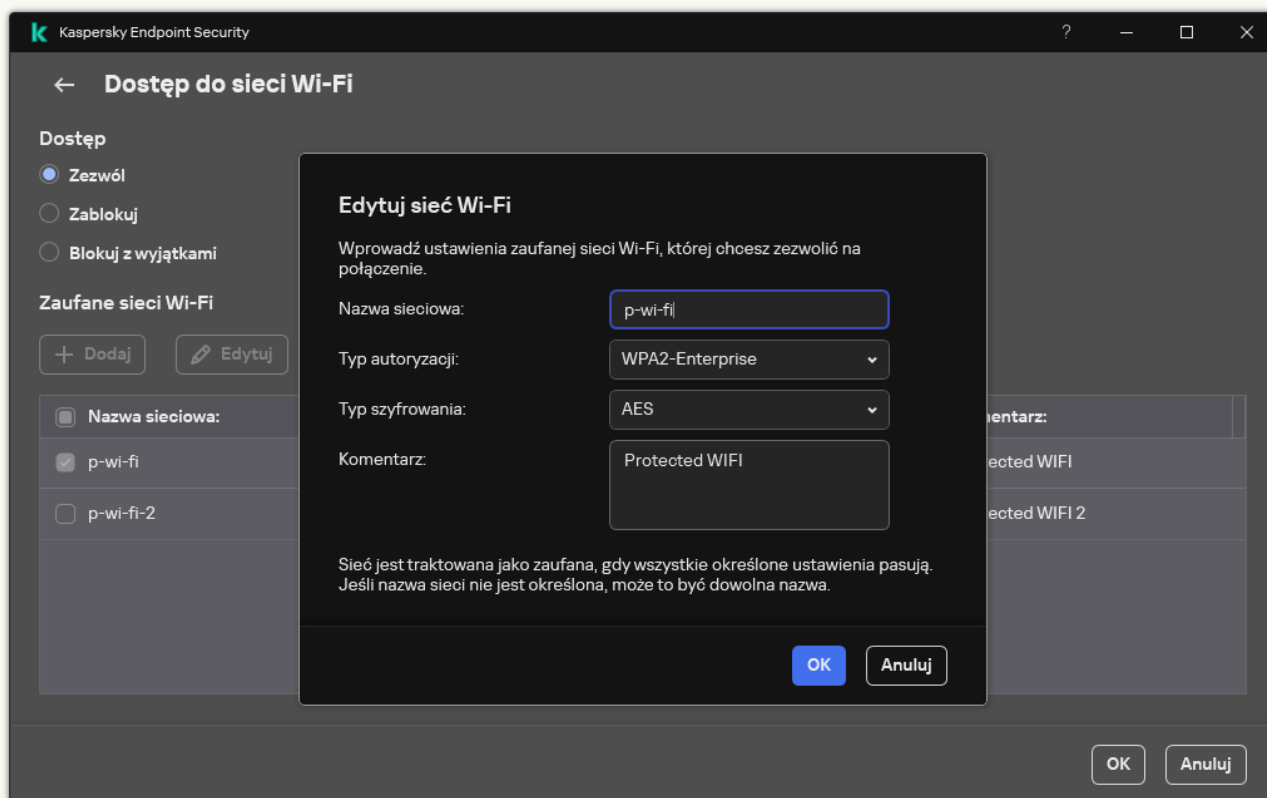 Kaspersky Endpoint Security
?
Dostęp do sieci Wi-Fi
Dostęp
Zezwól
Zablokuj
Blokuj z wyjątkami
Zaufane sieci Wi-Fi
Dodaj
Edytuj
Nazwa sieciowa:
entarz:
p-wi-fi
ected WIFI
p-wi-fi-2
ected WIFI 2
Edytuj sieć Wi-Fi
Wprowadź ustawienia zaufanej sieci Wi-Fi, której chcesz zezwolić na
połączenie.
Nazwa sieciowa:
p-wi-fi
Typ autoryzacji:
WPA2-Enterprise
Typ szyfrowania:
AES
Komentarz:
Protected WIFI
Sieć jest traktowana jako zaufana, gdy wszystkie określone ustawienia pasują.
Jeśli nazwa sieci nie jest określona, może to być dowolna nazwa.
OK
Anuluj
OK
Anuluj